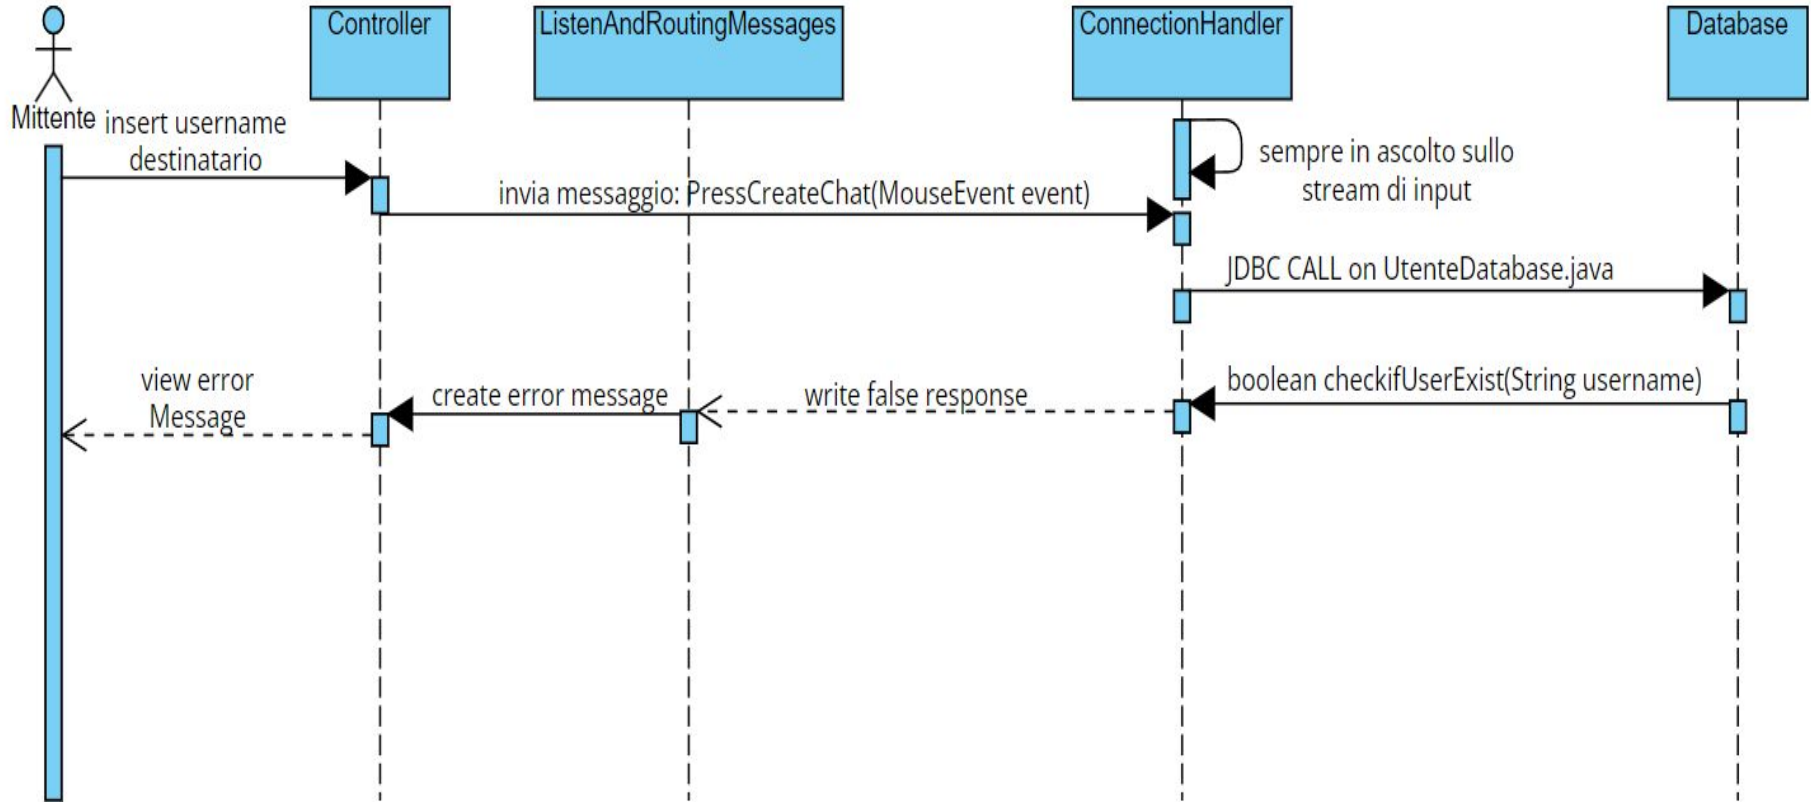 Controller
ListenAndRoutingMessages
ConnectionHandler
Database
Mittente
insert username
destinatario
sempre in ascolto sullo
stream di input
invia messaggio: PressCreateChat(MouseEvent event)
JDBC CALL on UtenteDatabase.java
boolean checkifUserExist(String username)
write false response
create error message
view error
Message